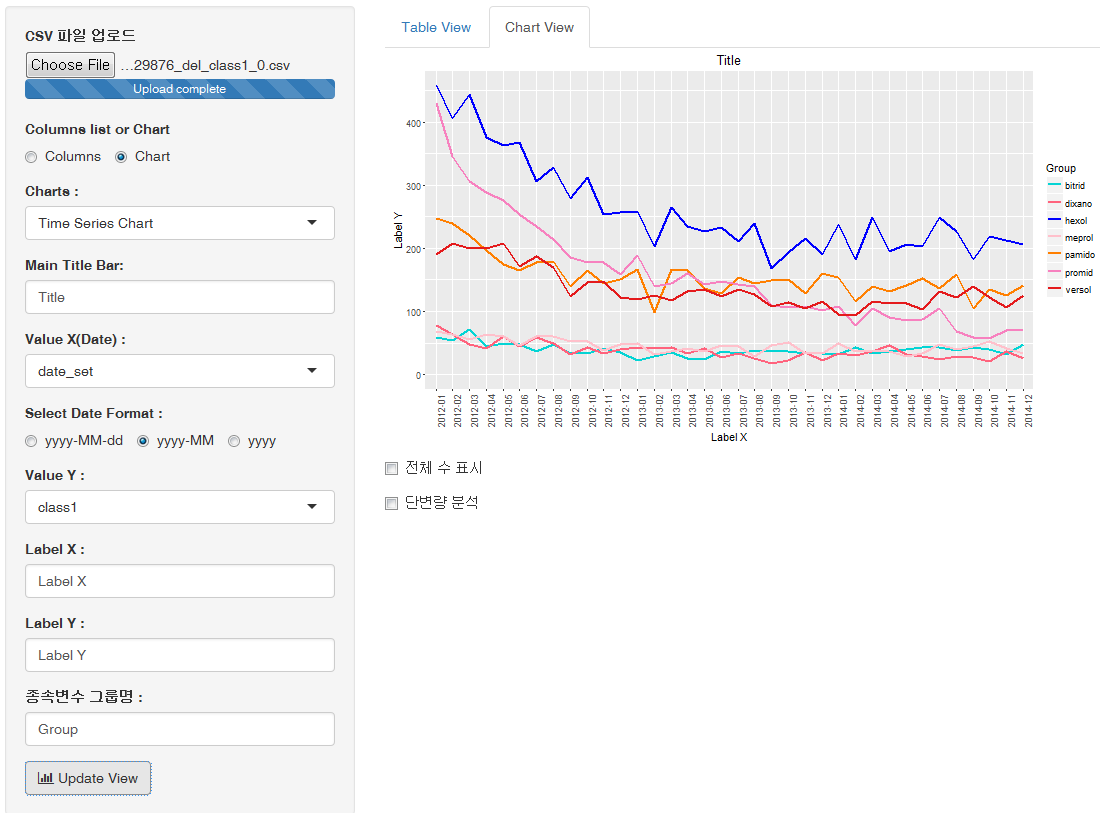 CSV 파일 업로드
Choose File ...29876_del_class1_0.csv
Upload complete
Columns list or Chart
Columns Chart
Charts :
Time Series Chart
Main Title Bar:
Title
Value X(Date) :
date_set
Select Date Format :
yyyy-MM-dd yyyy-MM yyyy
Value Y :
class1
Label X :
Label X
Label Y :
Label Y
종속변수 그룹명 :
Group
Update View
Table View Chart View
Title
Label Y
400
300
200
100
0
2012-01 2012-02 2012-03 2012-04 2012-05 2012-06 2012-07 2012-08 2012-09 2012-10 2012-11 2012-12 2013-01 2013-02 2013-03 2013-04 2013-05 2013-06 2013-07 2013-08 2013-09 2013-10 2013-11 2013-12 2014-01 2014-02 2014-03 2014-04 2014-05 2014-06 2014-07 2014-08 2014-09 2014-10 2014-11 2014-12
Label X
Group
bitrid
dixano
hexol
meprol
pamido
promid
versol
전체 수 표시
단변량 분석